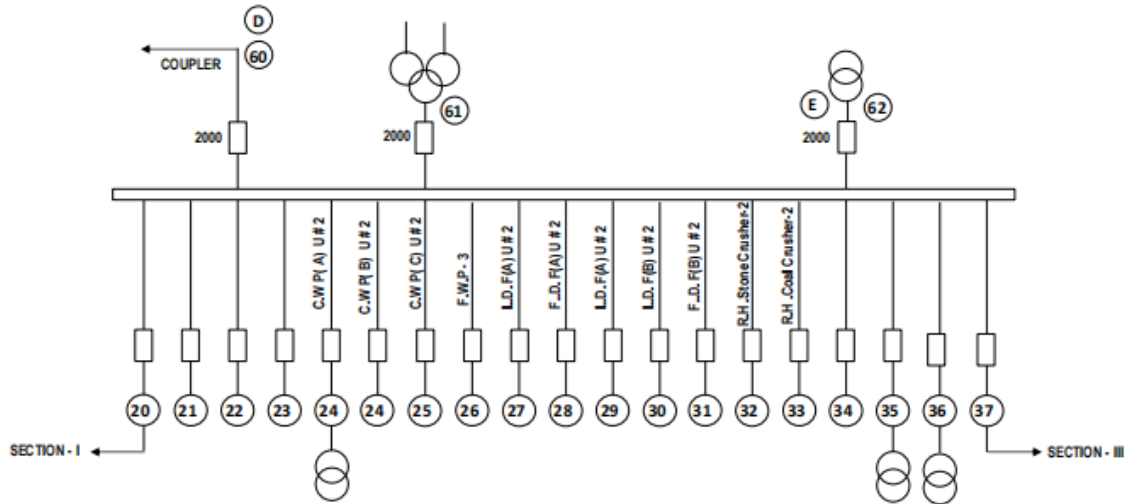 D
60
COUPLER
61
E
62
2000
2000
2000
C.W P( A) U # 2
C.W P( B) U # 2
C.W P( C) U # 2
F.W.P - 3
I..D. F(A) U # 2
F ..D. F(A) U # 2
I..D. F(A) U # 2
I..D. F(B) U # 2
F ..D. F(B) U # 2
R.H .Stone Crusher-2
R.H .Coall Crusher-2
20
21
22
23
24
24
25
26
27
28
29
30
31
32
33
34
35
36
37
SECTION - I
SECTION - III